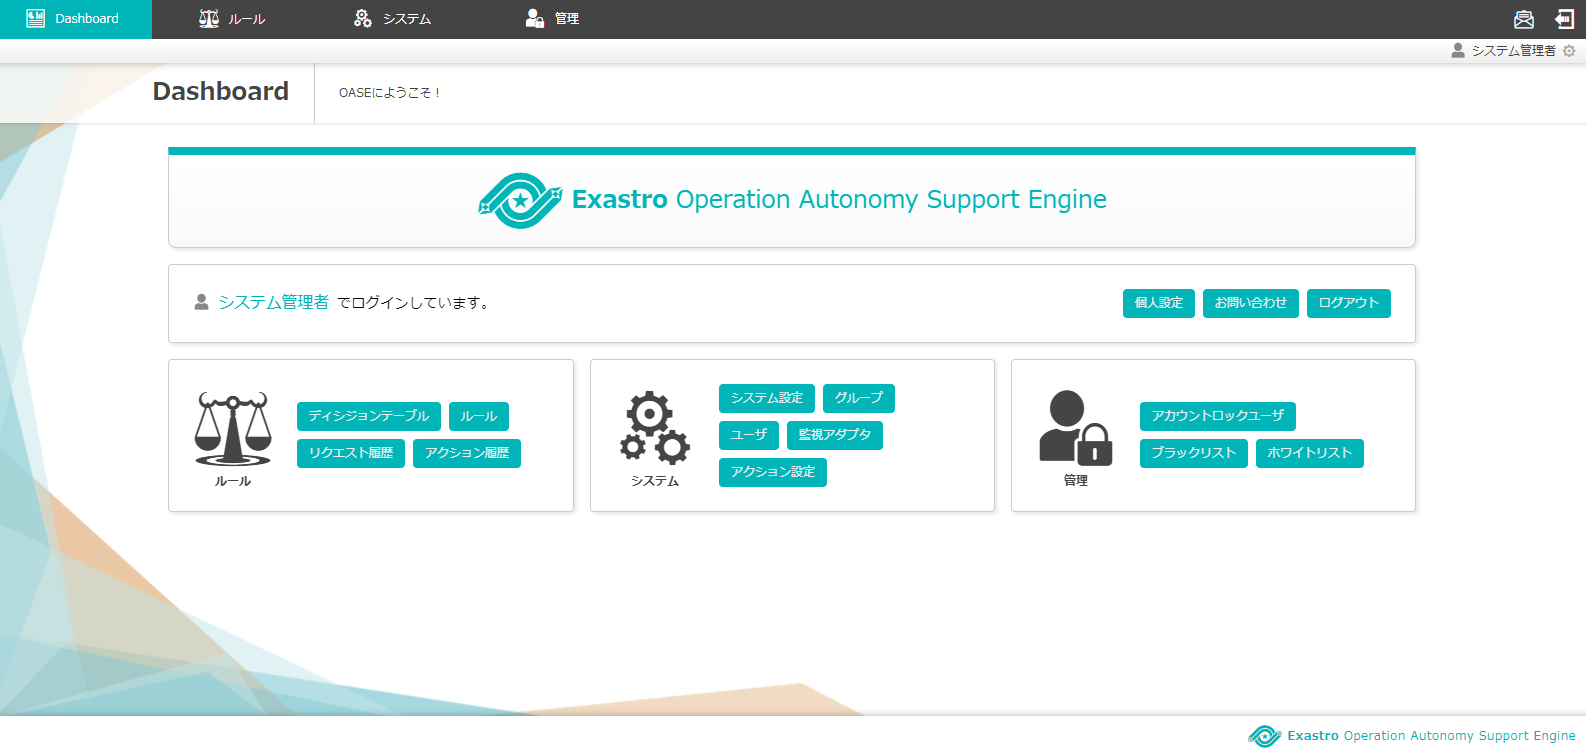 Dashboard ルール システム 管理
システム管理者
Dashboard OASEにようこそ！
Exastro Operation Autonomy Support Engine
システム管理者 でログインしています。 個人設定 お問い合わせ ログアウト
ディシジョンテーブル ルール
リクエスト履歴 アクション履歴
ルール
システム設定 グループ
ユーザ 監視アダプタ
アクション設定
システム
アカウントロックユーザ
ブラックリスト ホワイトリスト
管理
Exastro Operation Autonomy Support Engine